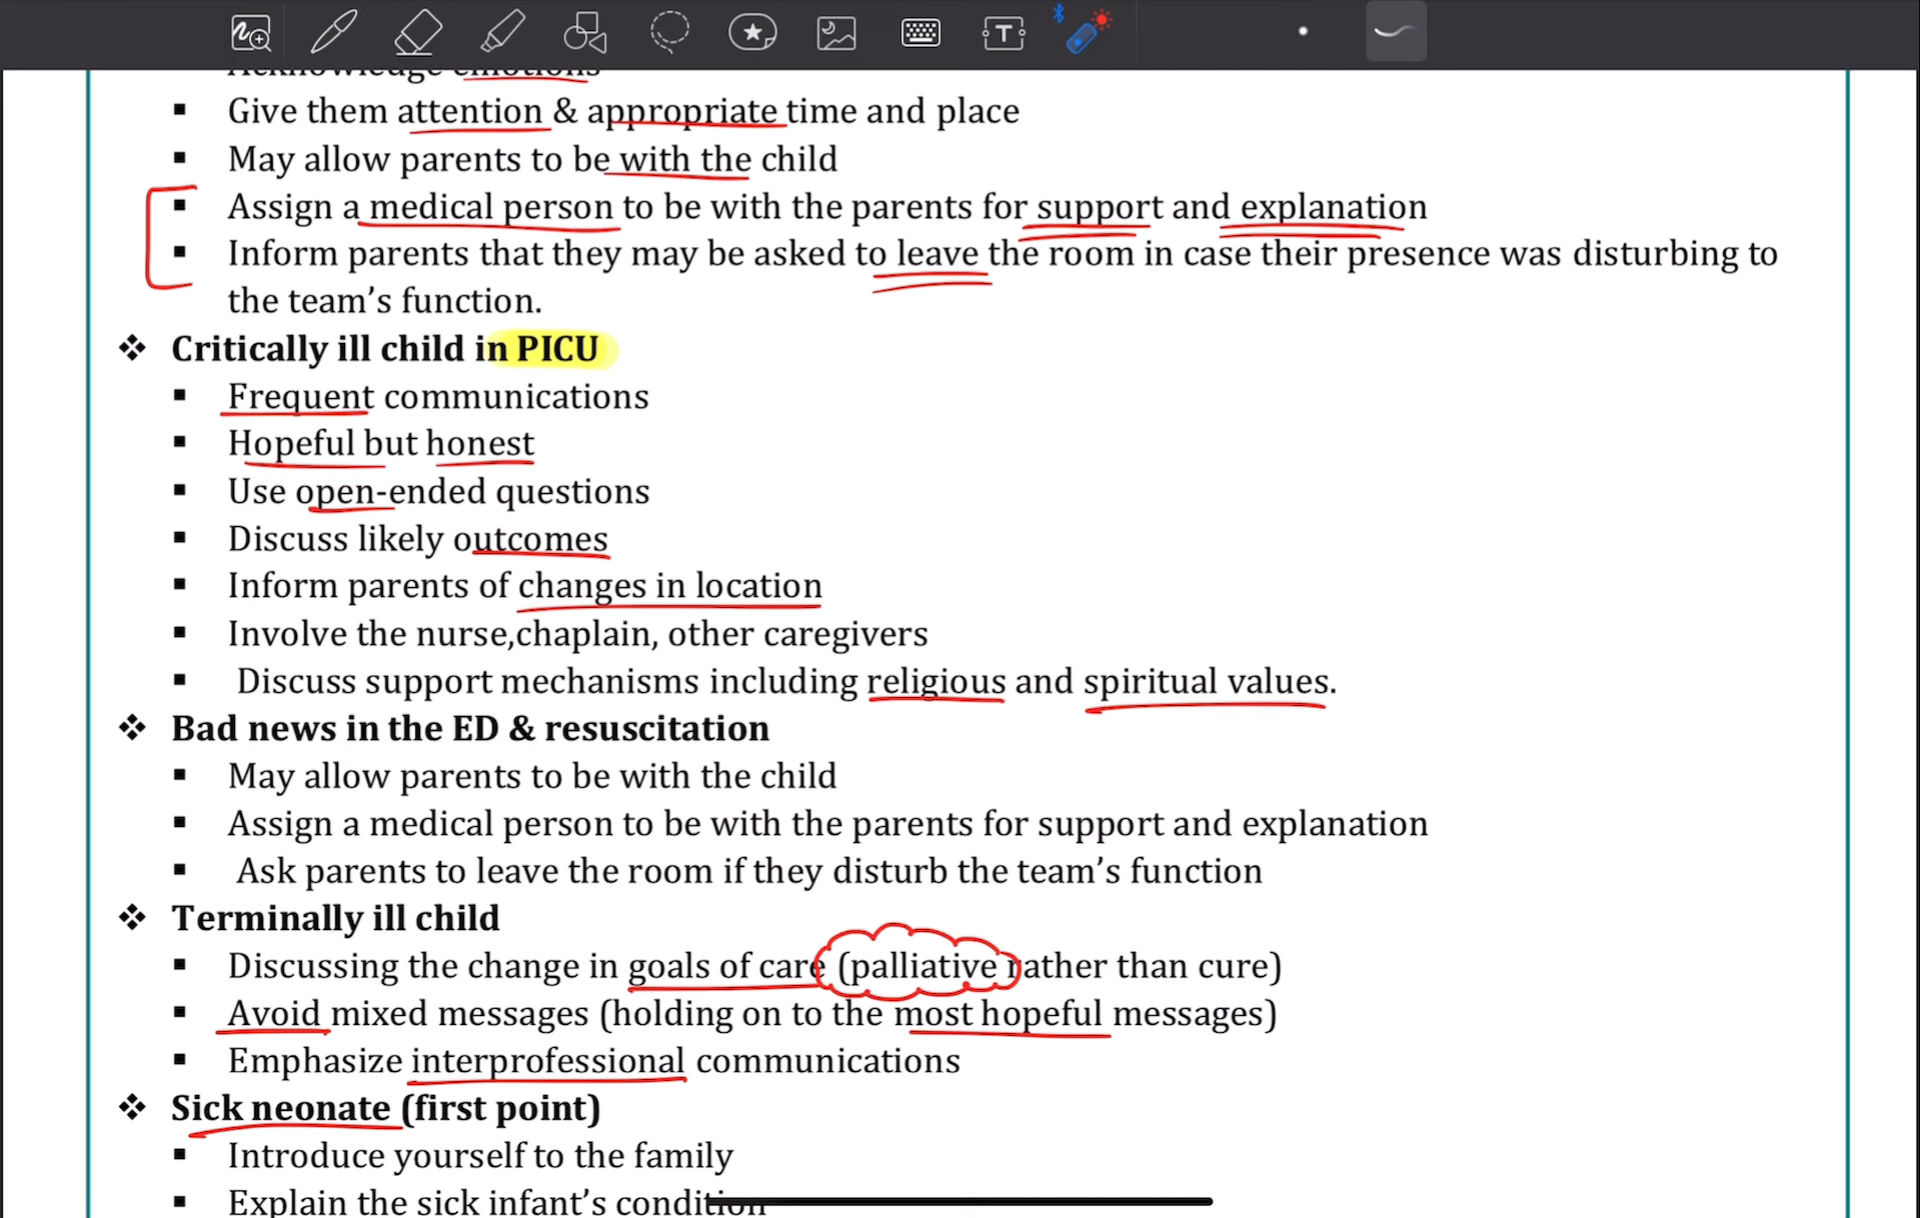 Acknowledge emotions
▪ Give them attention & appropriate time and place
▪ May allow parents to be with the child
▪ Assign a medical person to be with the parents for support and explanation
▪ Inform parents that they may be asked to leave the room in case their presence was disturbing to
the team’s function.
❖ Critically ill child in PICU
▪ Frequent communications
▪ Hopeful but honest
▪ Use open-ended questions
▪ Discuss likely outcomes
▪ Inform parents of changes in location
▪ Involve the nurse,chaplain, other caregivers
▪ Discuss support mechanisms including religious and spiritual values.
❖ Bad news in the ED & resuscitation
▪ May allow parents to be with the child
▪ Assign a medical person to be with the parents for support and explanation
▪ Ask parents to leave the room if they disturb the team’s function
❖ Terminally ill child
▪ Discussing the change in goals of care (palliative rather than cure)
▪ Avoid mixed messages (holding on to the most hopeful messages)
▪ Emphasize interprofessional communications
❖ Sick neonate (first point)
▪ Introduce yourself to the family
▪ Explain the sick infant’s condition